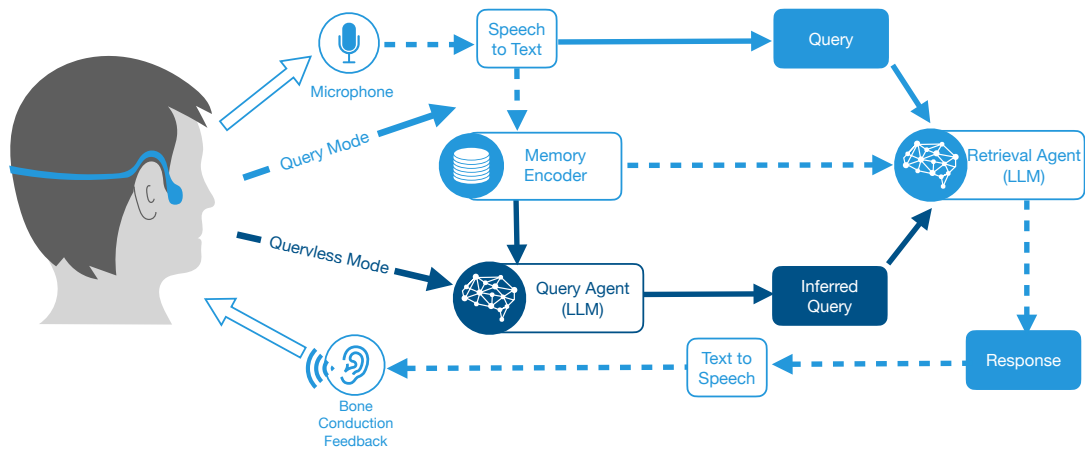 Speech
to Text
Query
Microphone
Query Mode
Memory
Encoder
Retrieval Agent
(LLM)
Queryless Mode
Query Agent
(LLM)
Inferred
Query
Text to
Speech
Response
Bone
Conduction
Feedback